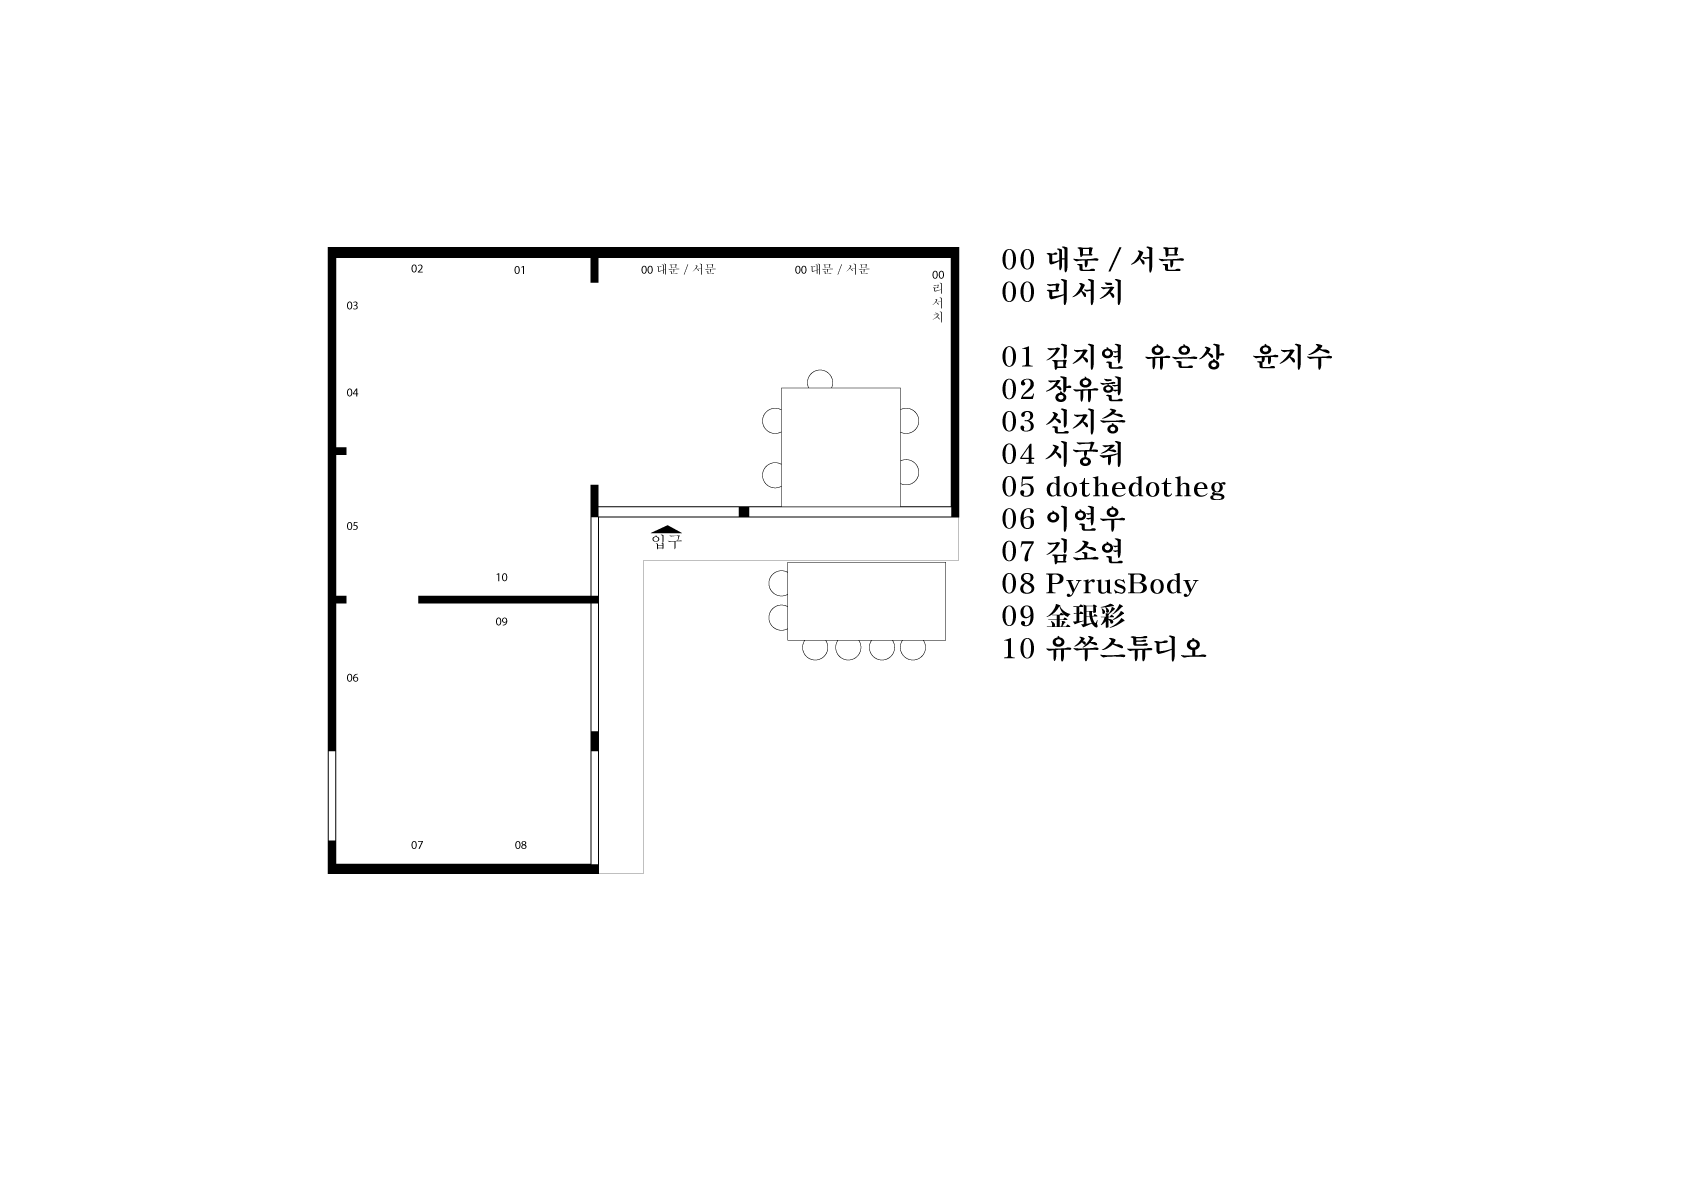 02
01
00 대문 / 서문
00 대문 / 서문
00
리
서
치
03
04
05
입구
10
09
06
07
08
00 대문 / 서문
00 리서치
01 김지연 유은상 윤지수
02 장유현
03 신지승
04 시궁쥐
05 dothedotheg
06 이연우
07 김소연
08 PyrusBody
09 金珉彩
10 유쑤스튜디오